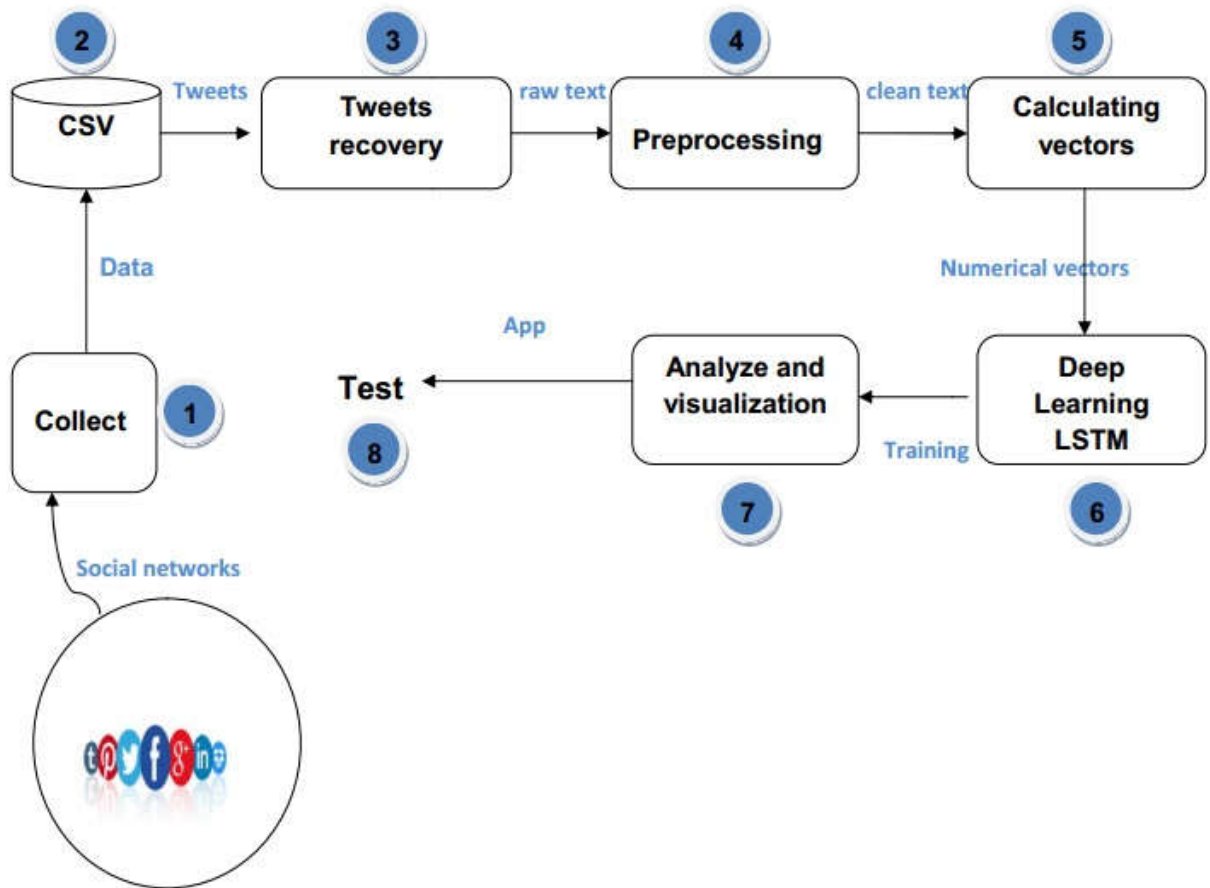 2
3
4
5
CSV
Tweets
Tweets
recovery
raw text
Preprocessing
clean text
Calculating
vectors
Data
Numerical vectors
Collect
1
Test
8
App
Analyze and
visualization
7
Training
Deep
Learning
LSTM
6
Social networks
t
p
f
g+
in